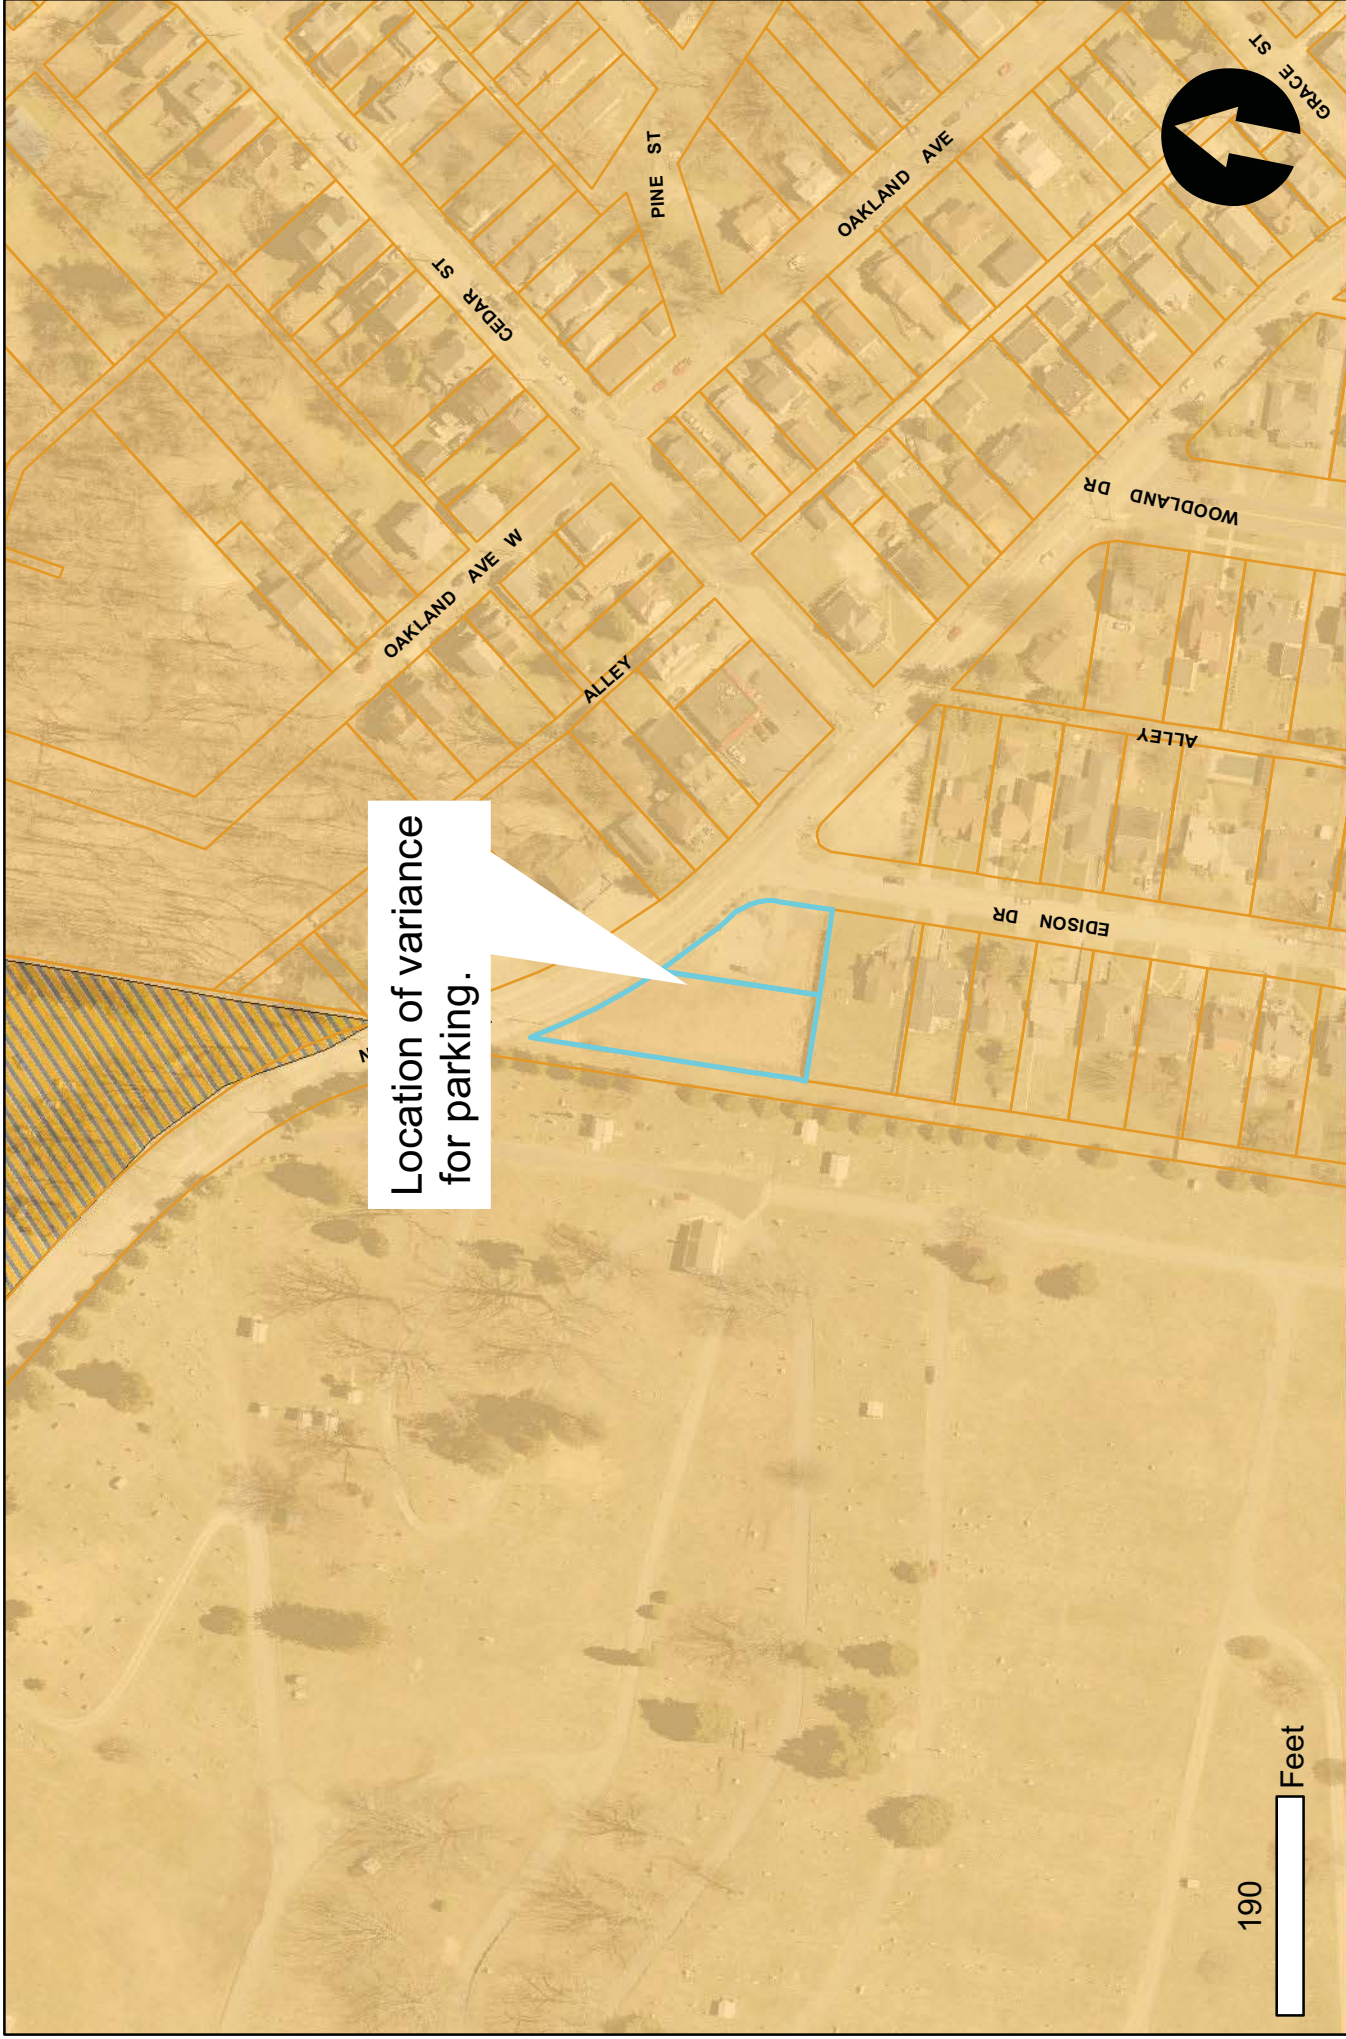 Location of variance
for parking.
OAKLAND AVE W
ALLEY
CEDAR ST
PINE ST
OAKLAND AVE
GRACE ST
WOODLAND DR
ALLEY
EDISON DR
N
190
Feet